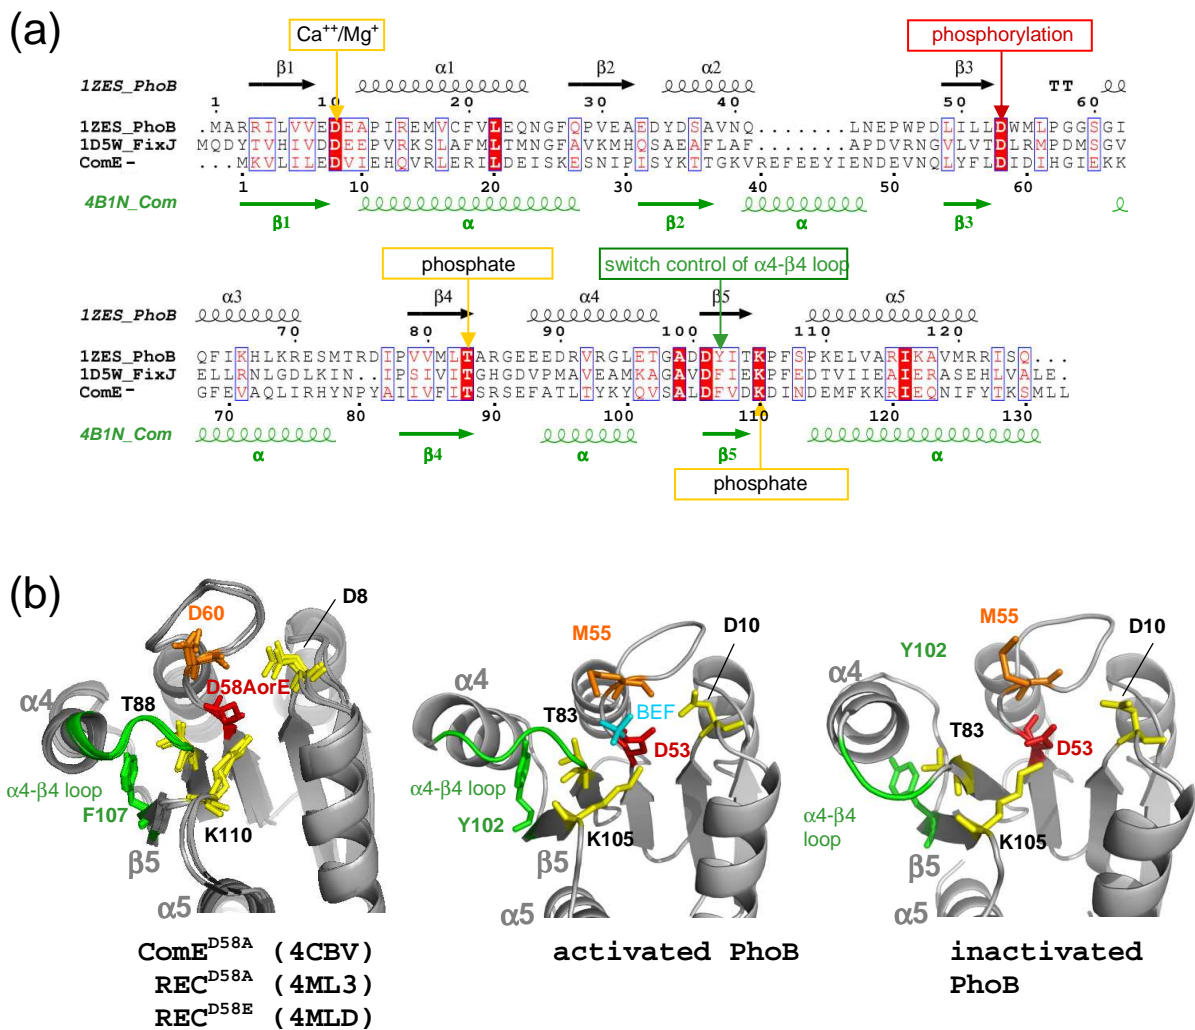 (a)
Ca⁺⁺/Mg⁺
phosphorylation
β1 α1 β2 α2 β3
1ZES_PhoB TT
1 10 20 30 40 50 60
1ZES_PhoB .MARRILVVEDEAPIREMVCFVLEQNGFQPVEAEDYDSAVNQ.......LNEPWPDLILLDWMLPGGSGI
1D5W_FixJ MQDYTVHIVDDEEPVRKSLAFMLTMNGFAVKMHQSAEAFLAF.......APDVRNGVLVTDLRMPDMSGV
ComE- ...MKVLILEDVIEHQVRLERILDEISKESNIPISYKTTGKVREFEEYIENDEVNQLYFLDIDIHGIEKK
1 10 20 30 40 50 60
4B1N_Com
β1 α β2 α β3
phosphate
switch control of α4-β4 loop
α3 β4 α4 β5 α5
1ZES_PhoB
70 80 90 100 110 120
1ZES_PhoB QFIKHLKRESMTRDIPVVMLTARGEEEDRVRGLETGADDYITKPFSPKELVARIKAVMRRISQ...
1D5W_FixJ ELLRNLGDLKIN..IPSIVITGHGDVPMAVEAMKAGAVDFIEKPFEDTVIIEAIERASEHLVALE.
ComE- GFEVAQLIRHYNPYAIIVFITSRSEFATLTYKYQVSALDFVDKDINDEMFKKRIEQNIFYTKSMLL
70 80 90 100 110 120 130
4B1N_Com
α β4 α β5 α
phosphate
(b)
D60
D8
D58AorE
α4
T88
α4-β4 loop
F107
K110
β5
α5
ComE^D58A (4CBV)
REC^D58A (4ML3)
REC^D58E (4MLD)
M55
D10
α4
BEF
T83
D53
α4-β4 loop
Y102
K105
β5
α5
activated PhoB
M55
D10
Y102
α4
T83
D53
α4-β4
loop
K105
β5
α5
inactivated
PhoB